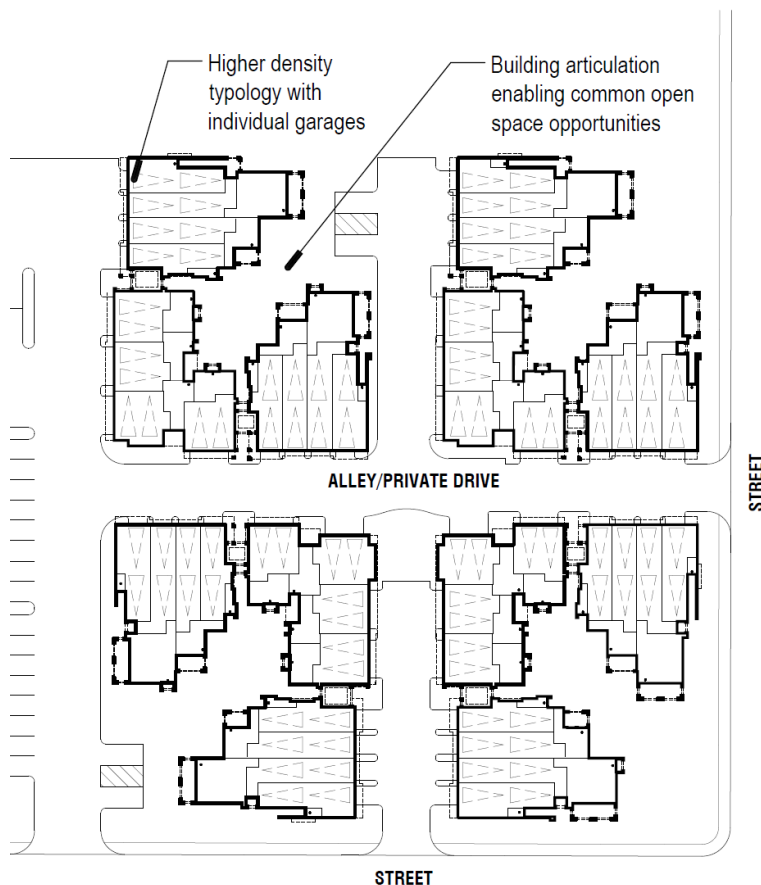 Higher density
typology with
individual garages
Building articulation
enabling common open
space opportunities
ALLEY/PRIVATE DRIVE
STREET
STREET